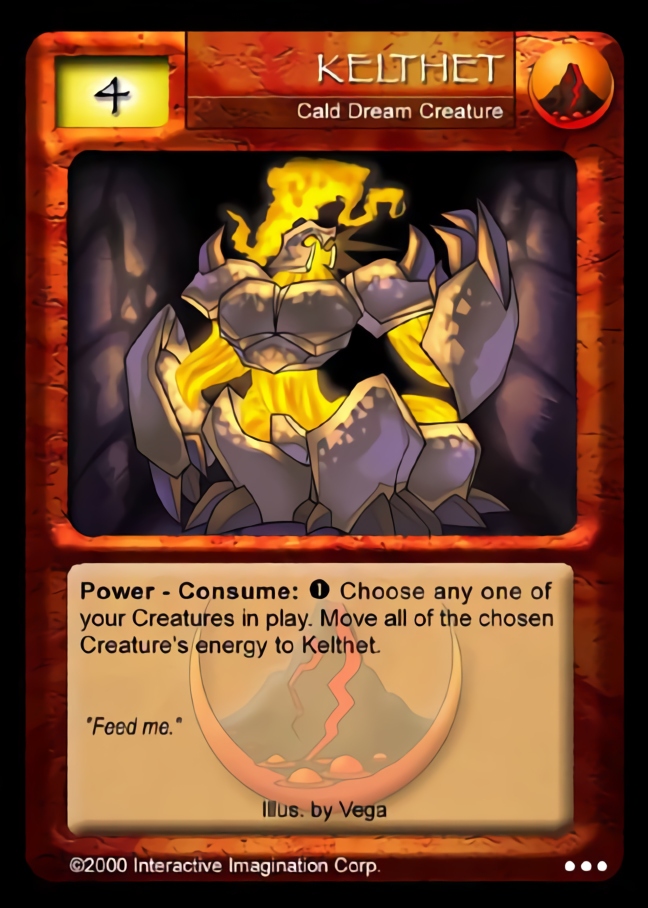 4
KELTHET
Cald Dream Creature
Power - Consume: ❶ Choose any one of
your Creatures in play. Move all of the chosen
Creature's energy to Kelthet.
"Feed me."
Illus. by Vega
©2000 Interactive Imagination Corp.